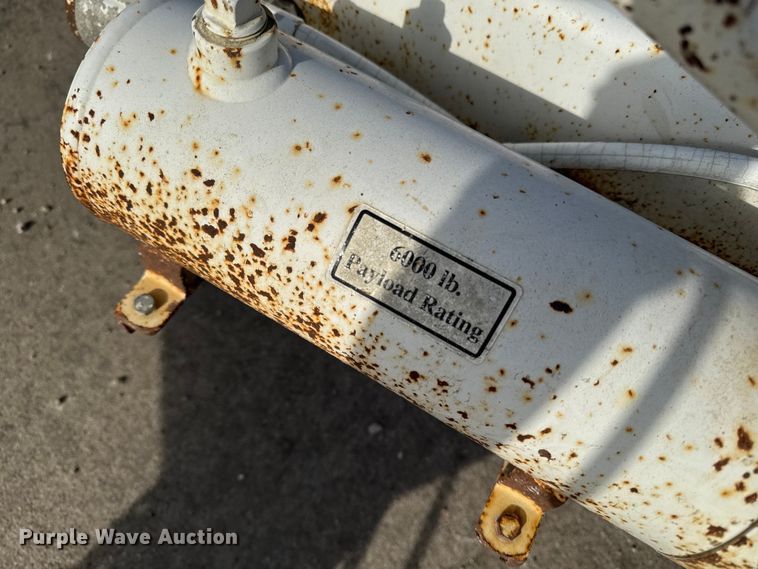 6000 lb.
Payload Rating
Purple Wave Auction